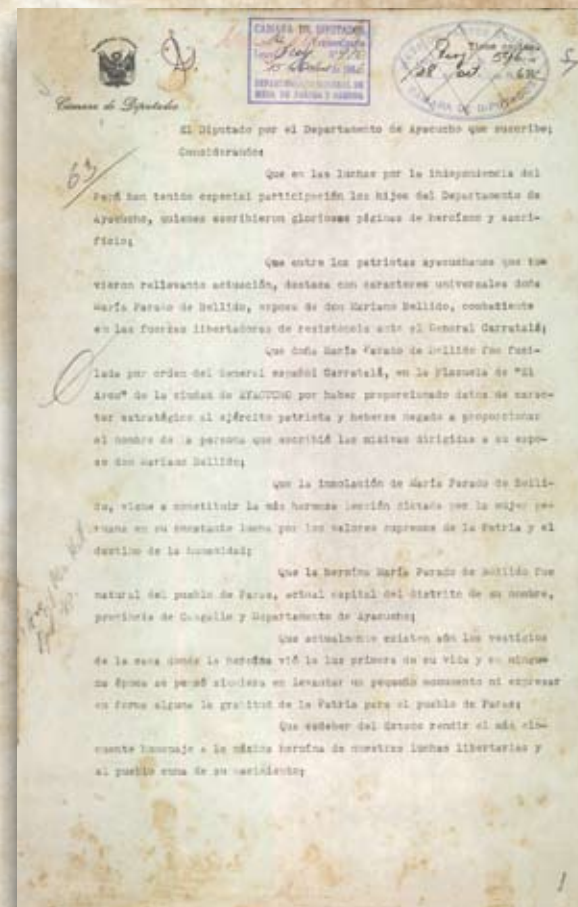 CAMARA DE DIPUTADOS
Cámara de Diputados
CAMARA DE DIPUTADOS
63
El Diputado por el Departamento de Ayacucho que suscribe;
Considerando:
Que en las luchas por la independencia del
Perú han tenido especial participación los hijos del Departamento de
Ayacucho, quienes escribieron gloriosas páginas de heroísmo y sacri-
ficio;
Que entre los patriotas ayacuchanos que tu
vieron relievante actuación, destaca con caracteres universales doña
María Parado de Bellido, esposa de don Mariano Bellido, combatiente
en las fuerzas libertadoras de resistencia ante el General Carratalá;
Que doña María Parado de Bellido fue fusi-
lada por orden del General español Carratalá, en la Plazuela de "El
Arco" de la ciudad de AYACUCHO por haber proporcionado datos de carac-
ter estratégico al ejército patriota y haberse negado a proporcionar
el nombre de la persona que escribió las misivas dirigidas a su espo-
so don Mariano Bellido;
Que la inmolación de María Parado de Belli-
do, viene a constituir la más hermosa lección dictada por la mujer pe-
ruana en su constante lucha por los valores supremos de la Patria y el
destino de la humanidad;
Que la heroína María Parado de Bellido fue
natural del pueblo de Paras, actual capital del distrito de su nombre,
provincia de Cangallo y Departamento de Ayacucho;
Que actualmente existen aún los vestigios
de la casa donde la heroína vió la luz primera de su vida y en ningu-
na época se pensó siquiera en levantar un pequeño monumento ni expresar
en forma alguna la gratitud de la Patria para el pueblo de Paras;
Que esdeber del Estado rendir el más elo-
cuente homenaje a la máxima heroína de nuestras luchas libertarias y
al pueblo cuna de su nacimiento;
1